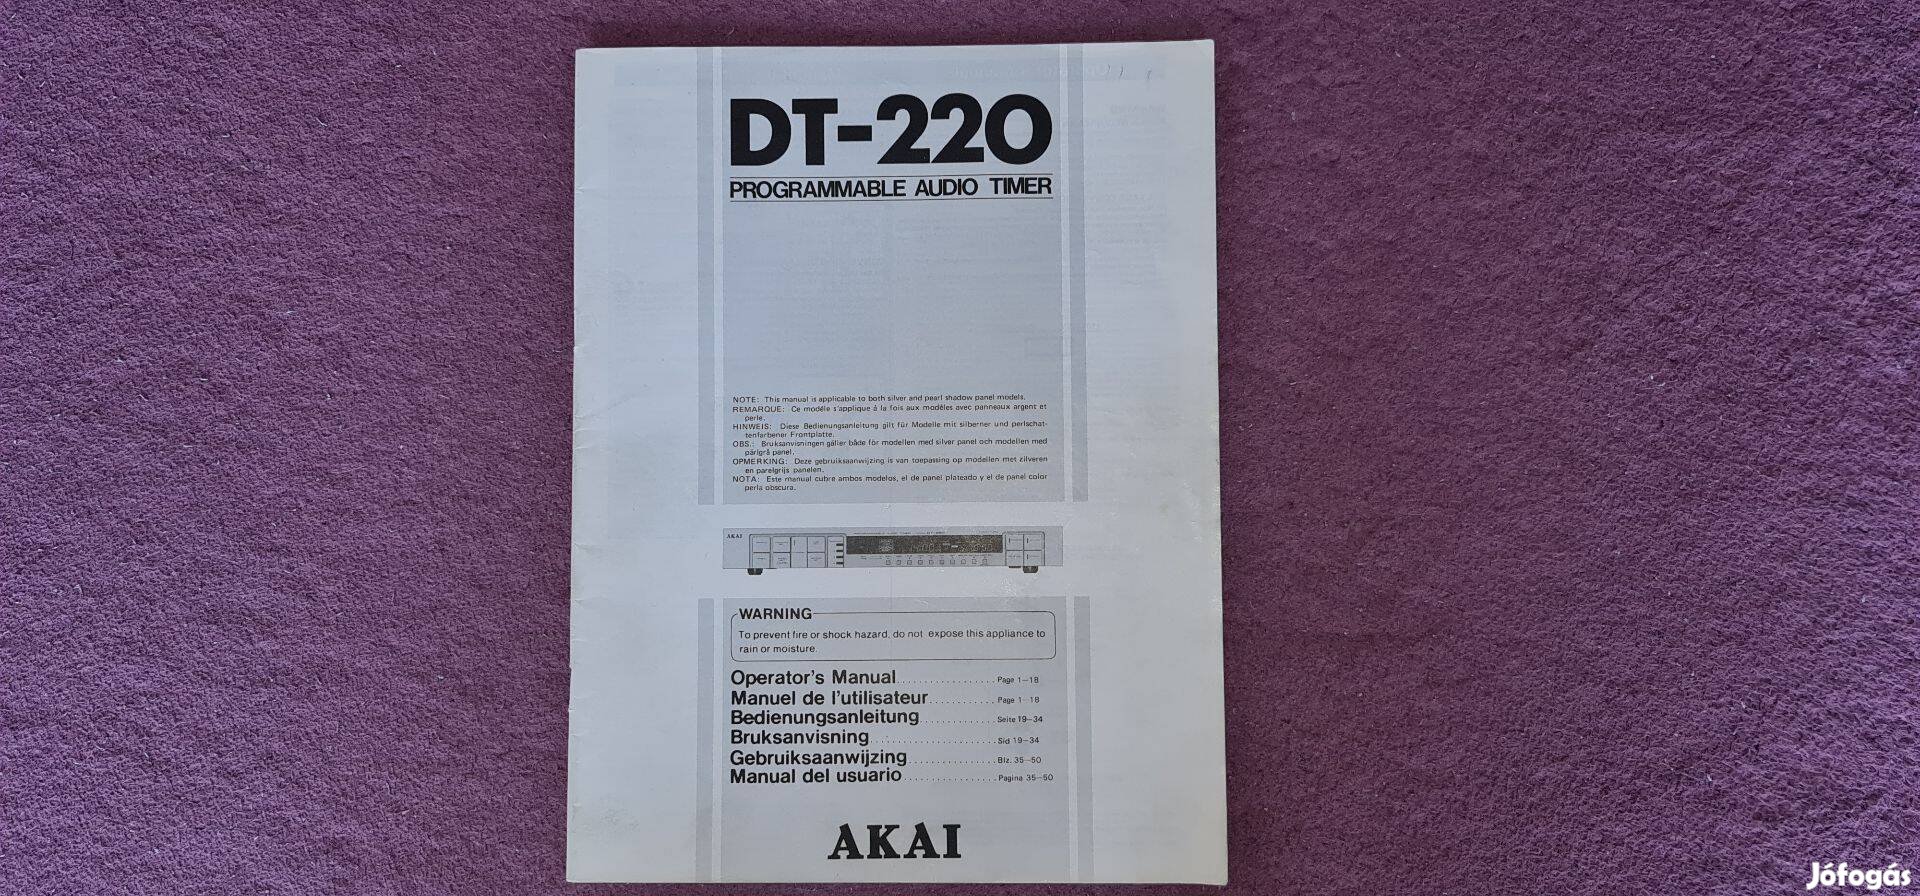 DT-220
PROGRAMMABLE AUDIO TIMER
NOTE: This manual is applicable to both silver and pearl shadow panel models.
REMARQUE: Ce modéle s'applique à la fois aux modéles avec panneaux argent et
perle.
HINWEIS: Diese Bedienungsanleitung gilt für Modelle mit silberner und perlschat-
tenfarbener Frontplatte.
OBS.: Bruksanvisningen gäller både för modellen med silver panel och modellen med
pärlgrå panel.
OPMERKING: Deze gebruiksaanwijzing is van toepassing op modellen met zilveren
en parelgrijs panelen.
NOTA: Este manual cubre ambos modelos, el de panel plateado y el de panel color
perla obscura.
AKAI
WARNING
To prevent fire or shock hazard, do not expose this appliance to
rain or moisture.
Operator's Manual.................. Page 1—18
Manuel de l'utilisateur............ Page 1—18
Bedienungsanleitung.............. Seite 19—34
Bruksanvisning....................... Sid 19—34
Gebruiksaanwijzing................ Blz. 35—50
Manual del usuario................. Pagina 35—50
AKAI
Jófogás